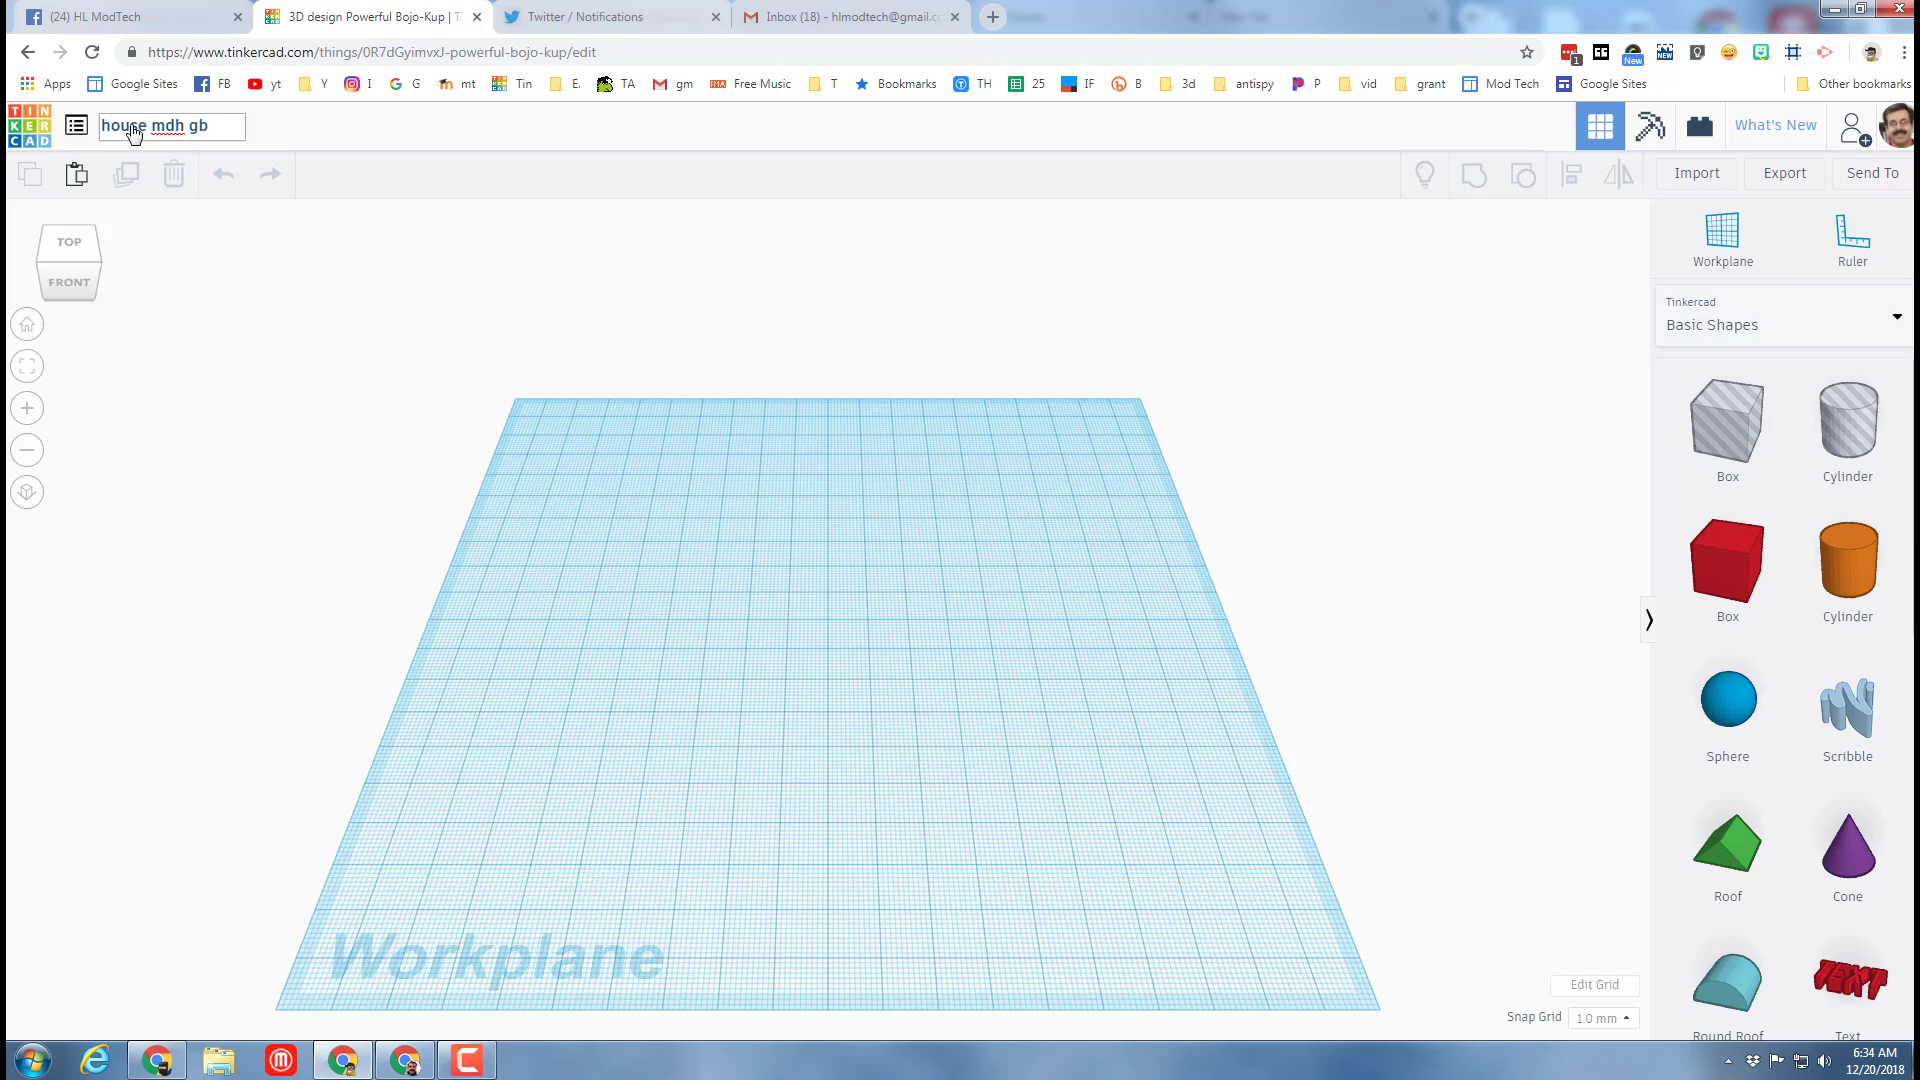 (24) HL ModTech
3D design Powerful Bojo-Kup | T
Twitter / Notifications
Inbox (18) - hlmodtech@gmail.c
https://www.tinkercad.com/things/0R7dGyimvxJ-powerful-bojo-kup/edit
1
New
NEW
Apps
Google Sites
FB
yt
Y
I
G
mt
Tin
E.
TA
gm
Free Music
T
Bookmarks
TH
25
IF
B
3d
antispy
P
vid
grant
Mod Tech
Google Sites
Other bookmarks
TIN
KER
CAD
house mdh gb
What's New
Import
Export
Send To
TOP
FRONT
Workplane
Ruler
Tinkercad
Basic Shapes
Box
Cylinder
Box
Cylinder
Sphere
Scribble
Roof
Cone
TEXT
Round Roof
Text
Workplane
Edit Grid
Snap Grid
1.0 mm
6:34 AM
12/20/2018